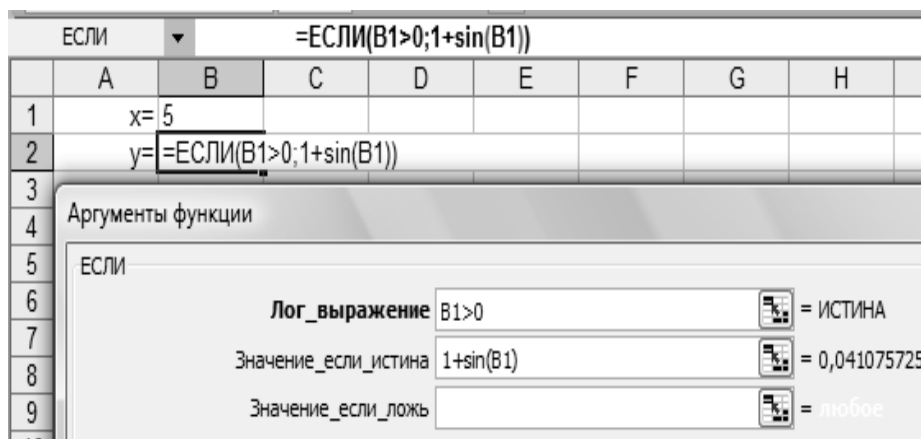 ЕСЛИ =ЕСЛИ(B1>0;1+sin(B1))
A B C D E F G H
1 x= 5
2 y= =ЕСЛИ(B1>0;1+sin(B1))
3
4 Аргументы функции
5 ЕСЛИ
6 Лог_выражение B1>0 = ИСТИНА
7
8 Значение_если_истина 1+sin(B1) = 0,041075725
9 Значение_если_ложь = любое